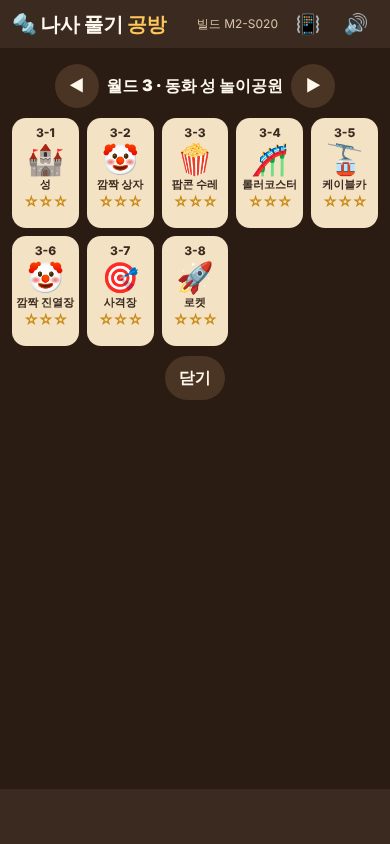 나사 풀기 공방
빌드 M2-S020
월드 3 · 동화 성 놀이공원
3-1
성
3-2
깜짝 상자
3-3
팝콘 수레
3-4
롤러코스터
3-5
케이블카
3-6
깜짝 진열장
3-7
사격장
3-8
로켓
닫기